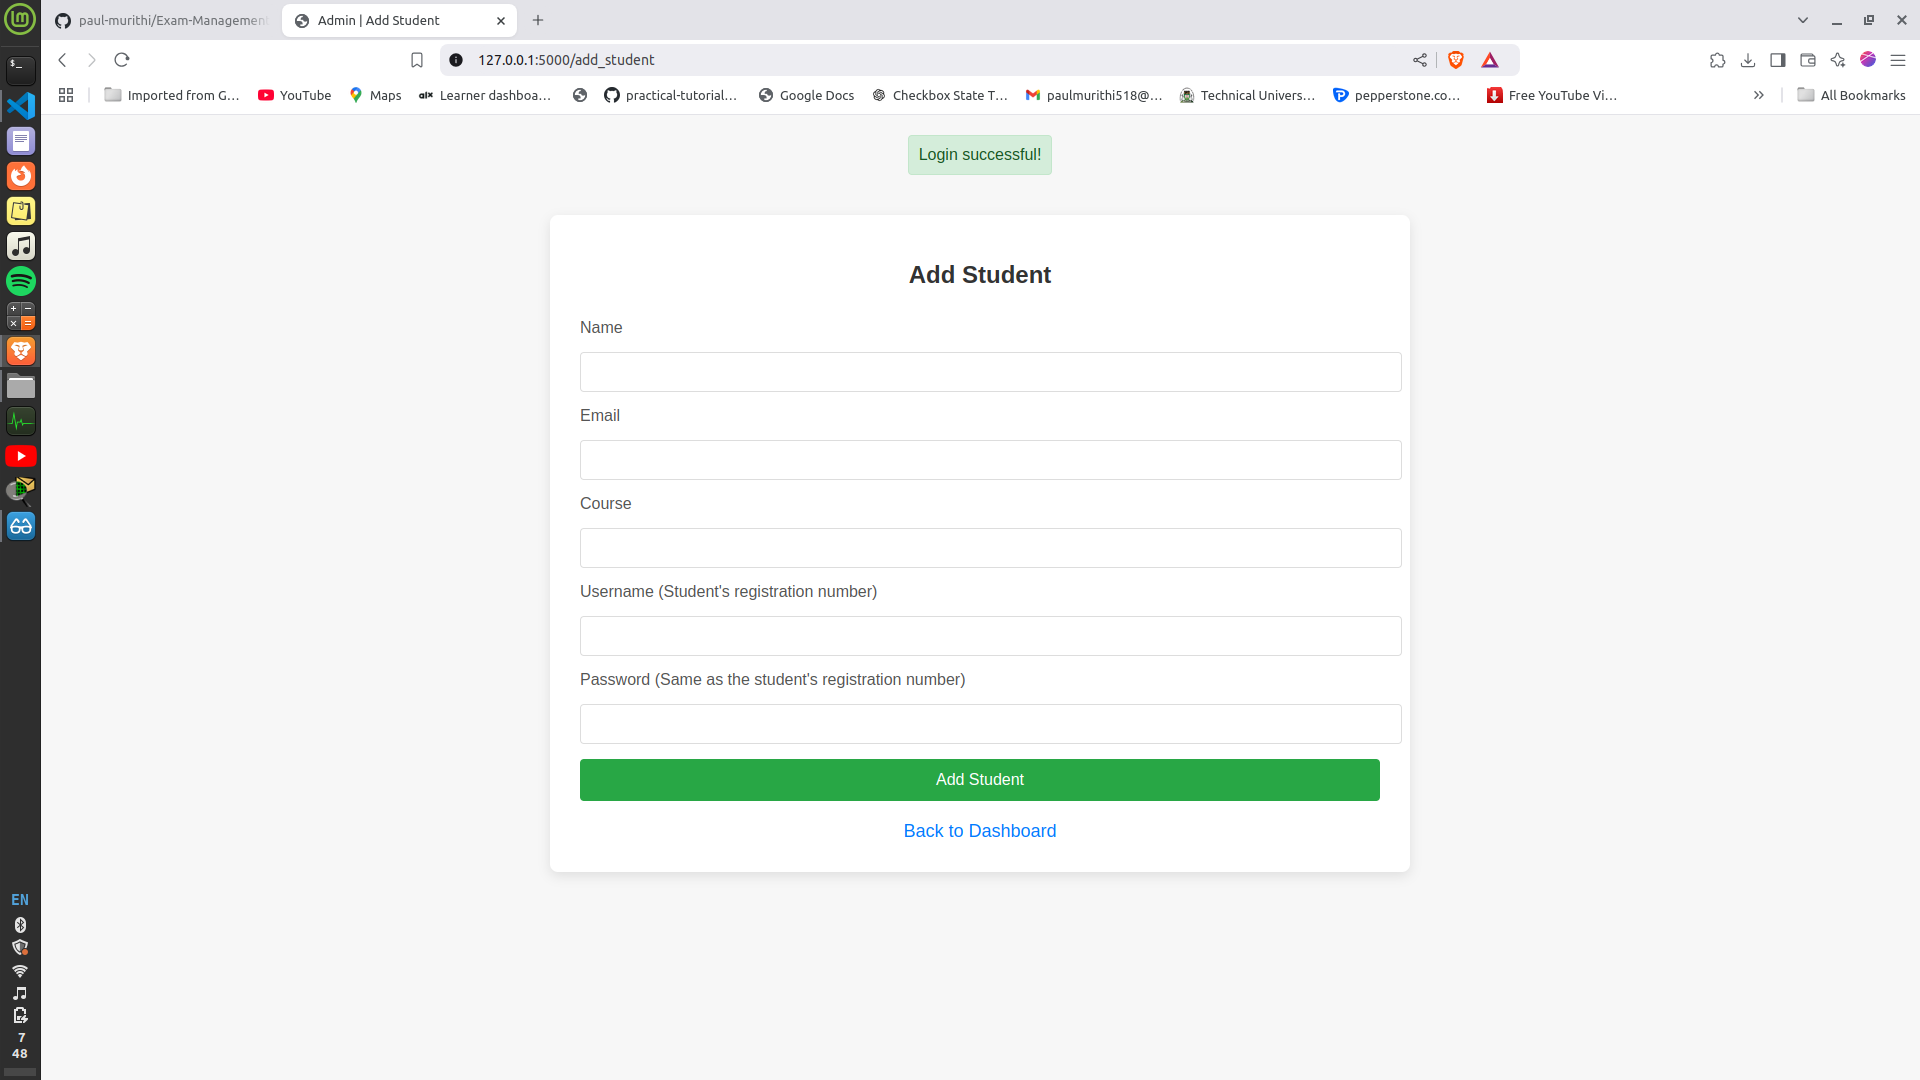 paul-murithi/Exam-Managemen
Admin | Add Student
127.0.0.1:5000/add_student
Imported from G... YouTube Maps Learner dashboa... practical-tutorial... Google Docs Checkbox State T... paulmurithi518@... Technical Univers... pepperstone.co... Free YouTube Vi... All Bookmarks
Login successful!
Add Student
Name
Email
Course
Username (Student's registration number)
Password (Same as the student's registration number)
Add Student
Back to Dashboard
EN
7
48